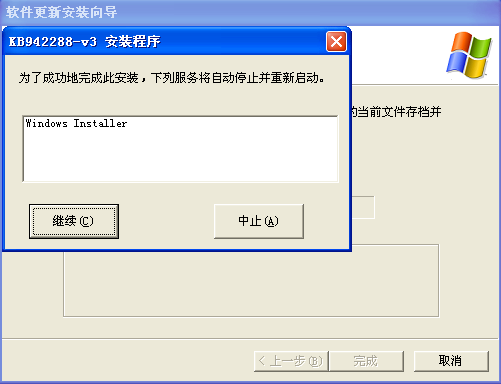 软件更新安装向导
KB942288-v3 安装程序
为了成功地完成此安装，下列服务将自动停止并重新启动。
的当前文件存档并
Windows Installer
继续(C)
中止(A)
< 上一步(B)
完成
取消